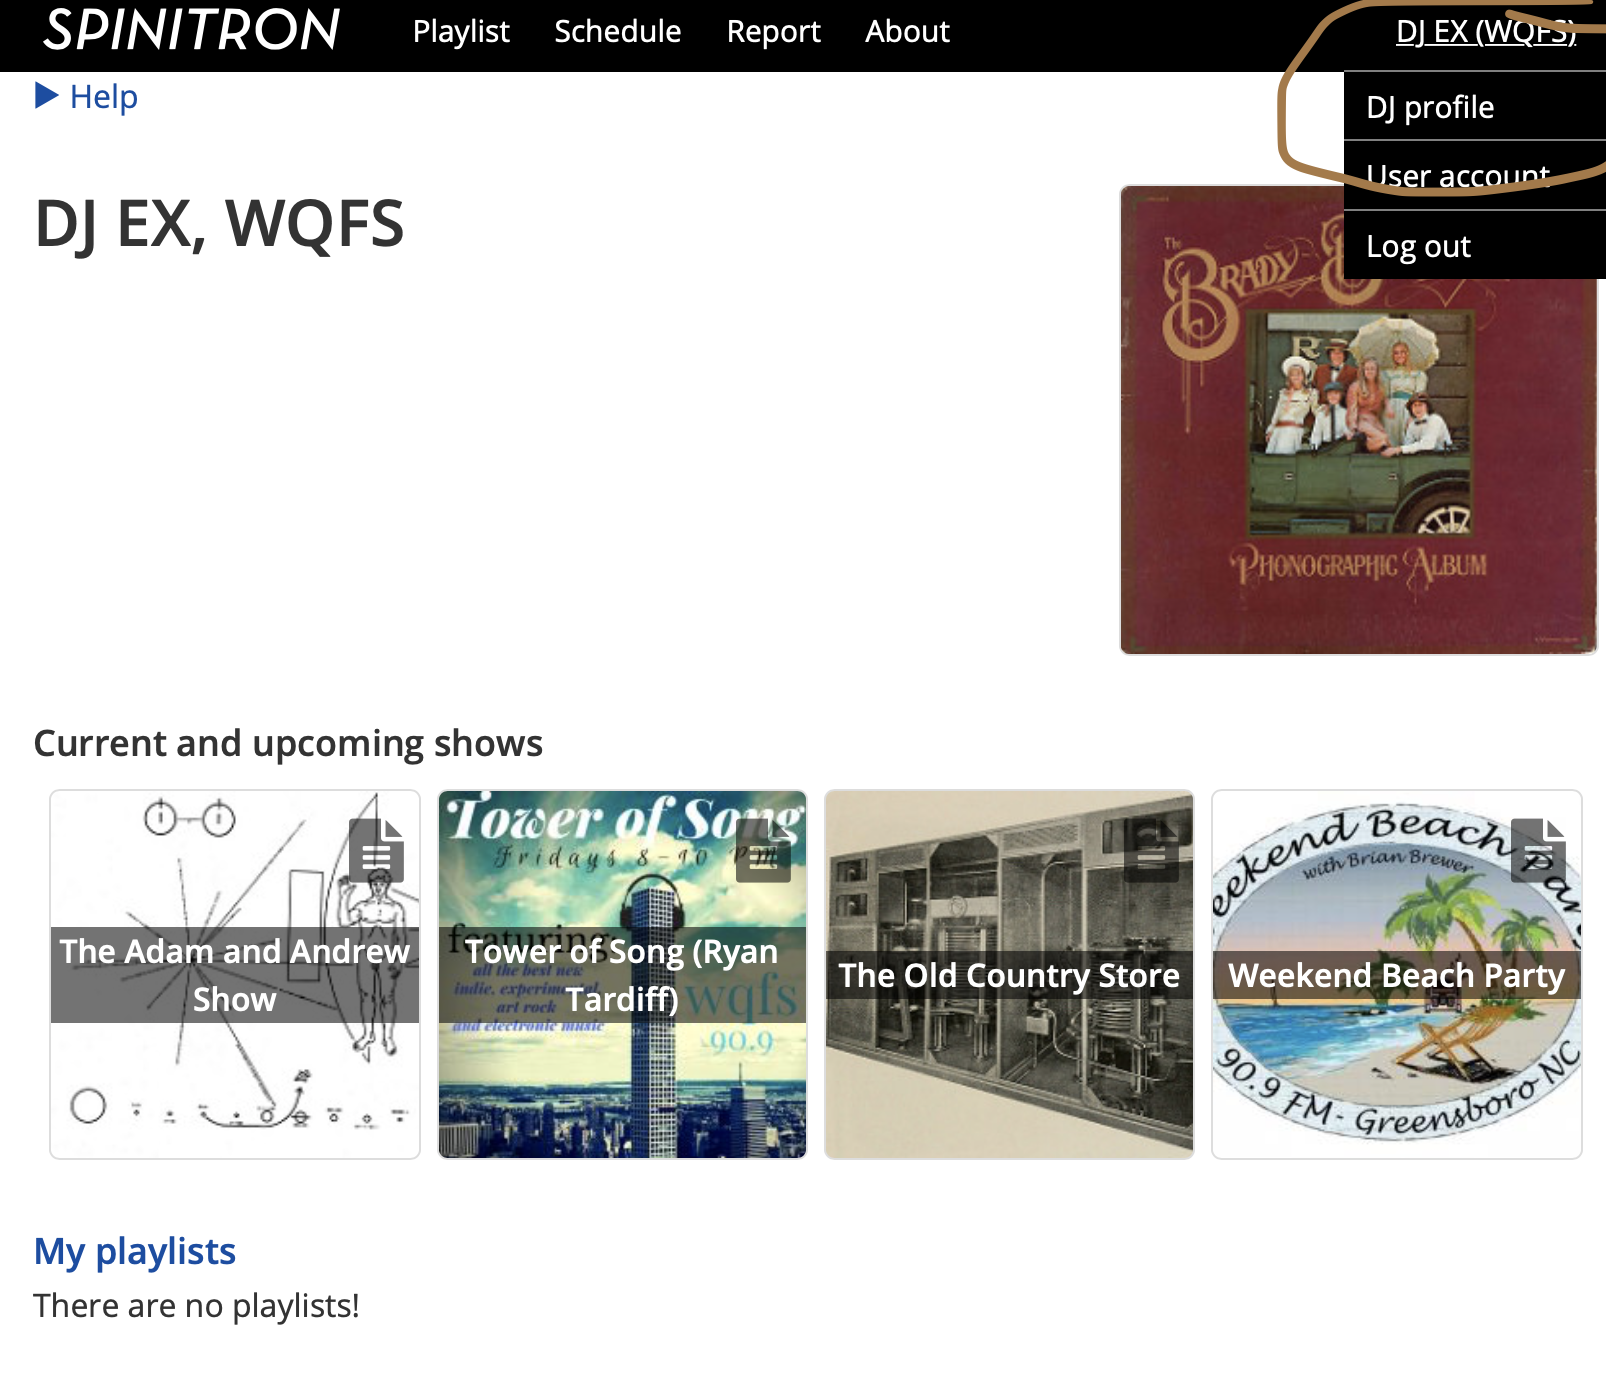 SPINITRON Playlist Schedule Report About DJ EX (WQFS)
Help
DJ profile
User account
Log out
DJ EX, WQFS
The
BRADY
PHONOGRAPHIC ALBUM
Current and upcoming shows
The Adam and Andrew
Show
Tower of Song
Fridays 8-10 PM
featuring:
Tower of Song (Ryan
Tardiff)
all the best new
indie, experimental,
art rock
and electronic music
wqfs
90.9
The Old Country Store
Weekend Beach Party
with Brian Brewer
Weekend Beach Party
90.9 FM- Greensboro NC
My playlists
There are no playlists!